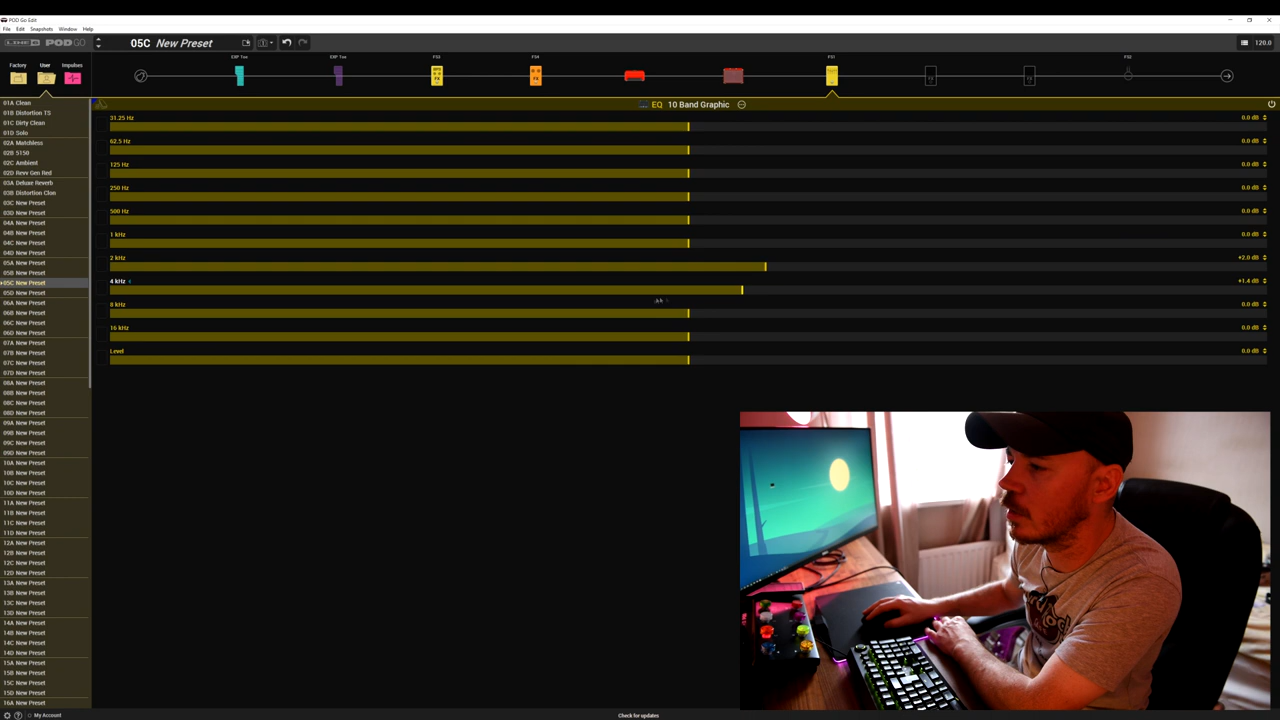 POD Go Edit
File Edit Snapshots Window Help
LINE 6 POD GO 05C New Preset 120.0
EXP Toe EXP Toe FS3 FS4 FS1 FS2
Factory User Impulses
EQ 10 Band Graphic
01A Clean
01B Distortion TS
01C Dirty Clean
01D Solo
02A Matchless
02B 5150
02C Ambient
02D Revv Gen Red
03A Deluxe Reverb
03B Distortion Clon
03C New Preset
03D New Preset
04A New Preset
04B New Preset
04C New Preset
04D New Preset
05A New Preset
05B New Preset
05C New Preset
05D New Preset
06A New Preset
06B New Preset
06C New Preset
06D New Preset
07A New Preset
07B New Preset
07C New Preset
07D New Preset
08A New Preset
08B New Preset
08C New Preset
08D New Preset
09A New Preset
09B New Preset
09C New Preset
09D New Preset
10A New Preset
10B New Preset
10C New Preset
10D New Preset
11A New Preset
11B New Preset
11C New Preset
11D New Preset
12A New Preset
12B New Preset
12C New Preset
12D New Preset
13A New Preset
13B New Preset
13C New Preset
13D New Preset
14A New Preset
14B New Preset
14C New Preset
14D New Preset
15A New Preset
15B New Preset
15C New Preset
15D New Preset
16A New Preset
31.25 Hz 0.0 dB
62.5 Hz 0.0 dB
125 Hz 0.0 dB
250 Hz 0.0 dB
500 Hz 0.0 dB
1 kHz 0.0 dB
2 kHz +2.0 dB
4 kHz +1.4 dB
8 kHz 0.0 dB
16 kHz 0.0 dB
Level 0.0 dB
My Account Check for updates